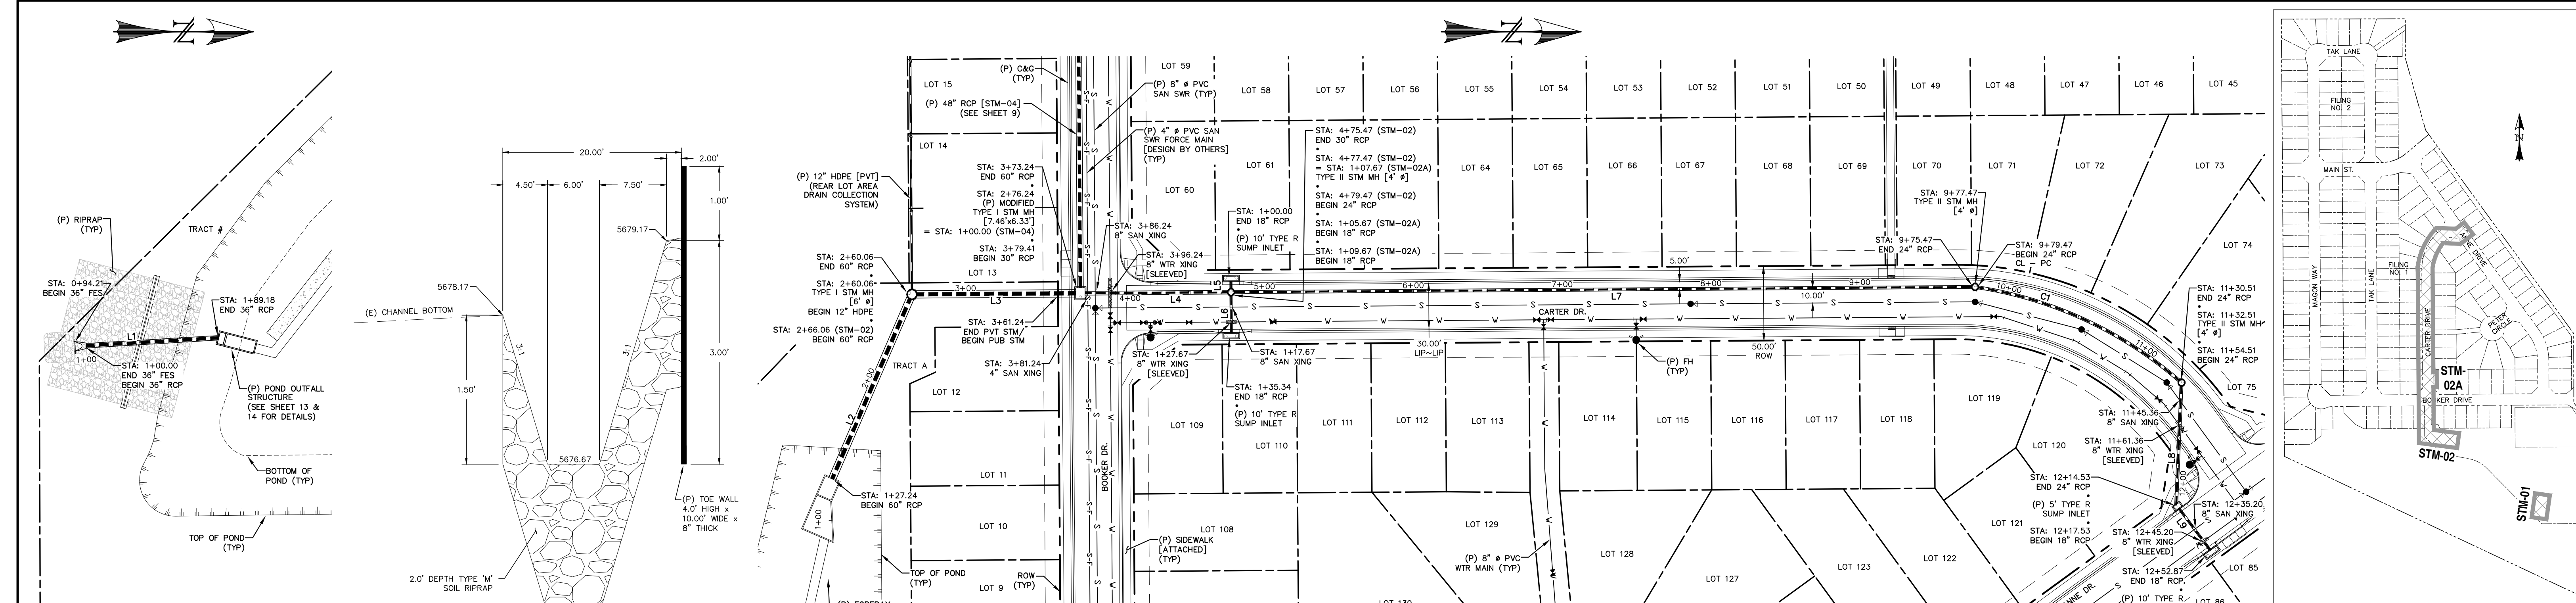 N
(P) RIPRAP
(TYP)
TRACT #
STA: 0+94.21
BEGIN 36" FES
STA: 1+89.18
END 36" RCP
L1
1+00
STA: 1+00.00
END 36" FES
BEGIN 36" RCP
(P) POND OUTFALL
STRUCTURE
(SEE SHEET 13 &
14 FOR DETAILS)
BOTTOM OF
POND (TYP)
TOP OF POND
(TYP)
20.00'
2.00'
4.50'
6.00'
7.50'
1.00'
5679.17
5678.17
(E) CHANNEL BOTTOM
3:1
3:1
3.00'
1.50'
5676.67
(P) TOE WALL
4.0' HIGH x
10.00' WIDE x
8" THICK
2.0' DEPTH TYPE 'M'
SOIL RIPRAP
N
LOT 15
LOT 14
(P) C&G
(TYP)
(P) 48" RCP [STM-04]
(SEE SHEET 9)
(P) 12" HDPE [PVT]
(REAR LOT AREA
DRAIN COLLECTION
SYSTEM)
STA: 3+73.24
END 60" RCP
•
STA: 2+76.24
(P) MODIFIED
TYPE I STM MH
[7.46'x6.33']
= STA: 1+00.00 (STM-04)
•
STA: 3+79.41
BEGIN 30" RCP
STA: 2+60.06
END 60" RCP
•
STA: 2+60.06
TYPE I STM MH
[6' ø]
BEGIN 12" HDPE
•
STA: 2+66.06 (STM-02)
BEGIN 60" RCP
LOT 13
3+00
L3
STA: 3+61.24
END PVT STM/
BEGIN PUB STM
STA: 3+81.24
4" SAN XING
TRACT A
LOT 12
2+00
L2
LOT 11
STA: 1+27.24
BEGIN 60" RCP
1+00
LOT 10
TOP OF POND
(TYP)
ROW
(TYP)
LOT 9
BOOKER DR.
LOT 59
(P) 8" ø PVC
SAN SWR (TYP)
(P) 4" ø PVC SAN
SWR FORCE MAIN
[DESIGN BY OTHERS]
(TYP)
LOT 60
STA: 3+86.24
8" SAN XING
STA: 3+96.24
8" WTR XING
[SLEEVED]
4+00
L4
LOT 58
LOT 57
LOT 56
LOT 55
LOT 54
LOT 53
LOT 52
LOT 51
LOT 50
LOT 49
LOT 48
LOT 47
LOT 46
LOT 45
LOT 61
STA: 4+75.47 (STM-02)
END 30" RCP
•
STA: 4+77.47 (STM-02)
= STA: 1+07.67 (STM-02A)
TYPE II STM MH [4' ø]
•
STA: 4+79.47 (STM-02)
BEGIN 24" RCP
•
STA: 1+05.67 (STM-02A)
BEGIN 18" RCP
•
STA: 1+09.67 (STM-02A)
BEGIN 18" RCP
STA: 1+00.00
END 18" RCP
•
(P) 10' TYPE R
SUMP INLET
LOT 64
LOT 65
LOT 66
LOT 67
LOT 68
LOT 69
LOT 70
LOT 71
LOT 72
LOT 73
LOT 74
STA: 9+77.47
TYPE II STM MH
[4' ø]
STA: 9+75.47
END 24" RCP
STA: 9+79.47
BEGIN 24" RCP
CL – PC
L5
L6
5+00
6+00
7+00
L7
8+00
9+00
10+00
C1
11+00
5.00'
10.00'
CARTER DR.
30.00'
LIP~LIP
50.00'
ROW
STA: 1+27.67
8" WTR XING
[SLEEVED]
STA: 1+17.67
8" SAN XING
(P) FH
(TYP)
STA: 1+35.34
END 18" RCP
•
(P) 10' TYPE R
SUMP INLET
STA: 11+30.51
END 24" RCP
•
STA: 11+32.51
TYPE II STM MH
[4' ø]
•
STA: 11+54.51
BEGIN 24" RCP
LOT 75
STA: 11+45.36
8" SAN XING
STA: 11+61.36
8" WTR XING
[SLEEVED]
L8
12+00
STA: 12+14.53
END 24" RCP
•
(P) 5' TYPE R
SUMP INLET
•
STA: 12+17.53
BEGIN 18" RCP
STA: 12+35.20
8" SAN XING
L9
STA: 12+45.20
8" WTR XING
[SLEEVED]
STA: 12+52.87
END 18" RCP
•
(P) 10' TYPE R
LOT 85
LOT 86
LOT 109
LOT 110
LOT 111
LOT 112
LOT 113
LOT 114
LOT 115
LOT 116
LOT 117
LOT 118
LOT 119
LOT 120
LOT 121
LOT 108
(P) SIDEWALK
[ATTACHED]
(TYP)
LOT 129
(P) 8" ø PVC
WTR MAIN (TYP)
LOT 128
LOT 127
LOT 123
LOT 122
TAK LANE
FILING
NO. 2
MAIN ST.
MACON WAY
TAK LANE
FILING
NO. 1
CARTER DRIVE
DRIVE
PETER
CIRCLE
STM-
02A
BOOKER DRIVE
STM-02
STM-01